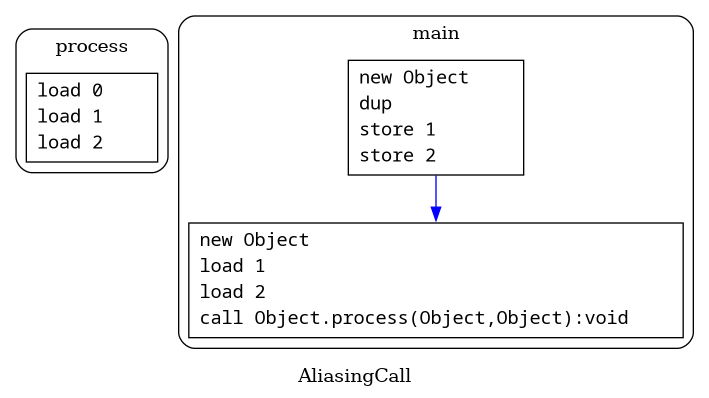 process
load 0
load 1
load 2
main
new Object
dup
store 1
store 2
new Object
load 1
load 2
call Object.process(Object,Object):void
AliasingCall